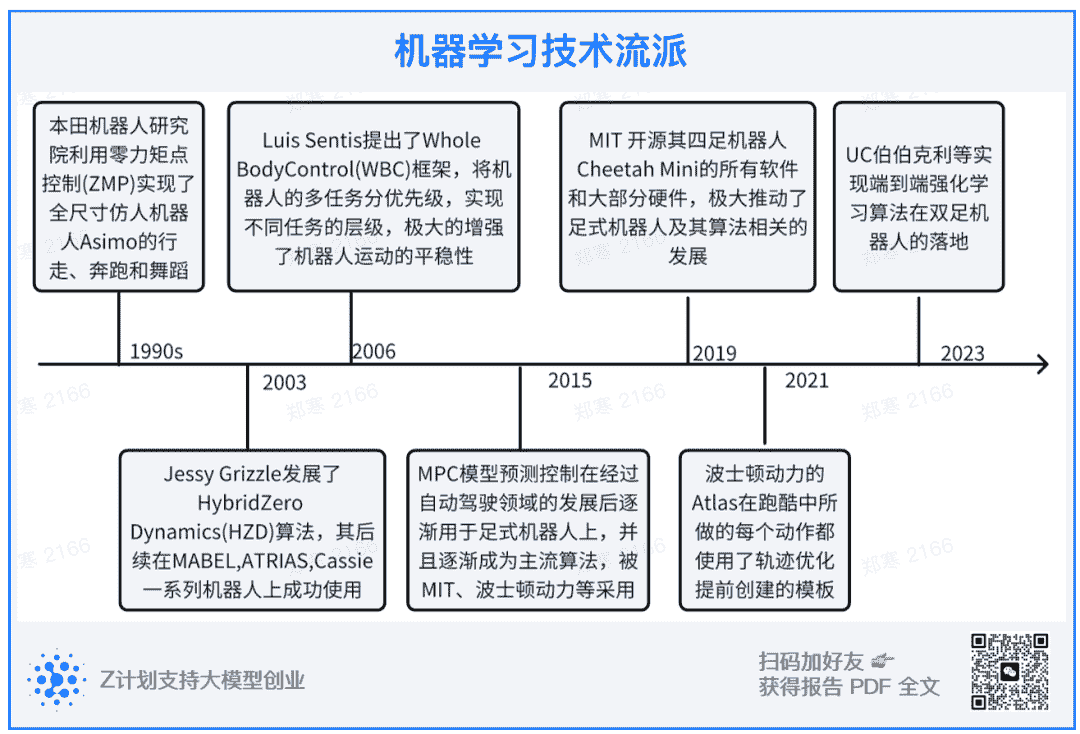 机器学习技术流派
本田机器人研究
院利用零力矩点
控制(ZMP)实现了
全尺寸仿人机器
人Asimo的行
走、奔跑和舞蹈
Luis Sentis提出了Whole
BodyControl(WBC)框架，将机
器人的多任务分优先级，实现
不同任务的层级，极大的增强
了机器人运动的平稳性
MIT 开源其四足机器人
Cheetah Mini的所有软件
和大部分硬件，极大推动了
足式机器人及其算法相关的
发展
UC伯伯克利等实
现端到端强化学
习算法在双足机
器人的落地
1990s
2006
2019
2023
2003
2015
2021
Jessy Grizzle发展了
HybridZero
Dynamics(HZD)算法，其后
续在MABEL,ATRIAS,Cassie
一系列机器人上成功使用
MPC模型预测控制在经过
自动驾驶领域的发展后逐
渐用于足式机器人上，并
且逐渐成为主流算法，被
MIT、波士顿动力等采用
波士顿动力的
Atlas在跑酷中所
做的每个动作都
使用了轨迹优化
提前创建的模板
郑寒 2166
Z计划支持大模型创业
扫码加好友
获得报告 PDF 全文